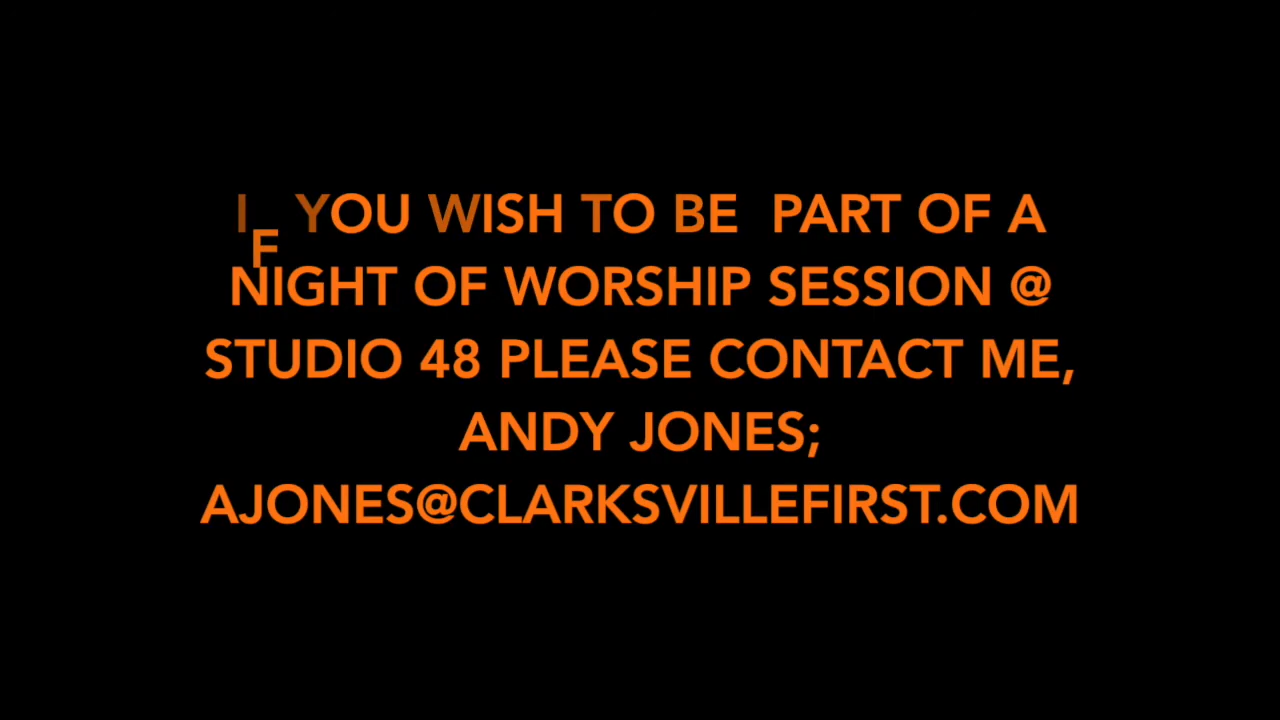 IF YOU WISH TO BE  PART OF A
NIGHT OF WORSHIP SESSION @
STUDIO 48 PLEASE CONTACT ME,
ANDY JONES;
AJONES@CLARKSVILLEFIRST.COM